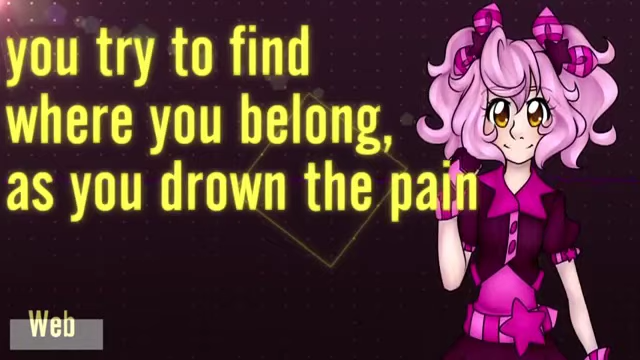 you try to find
where you belong,
as you drown the pain
Web